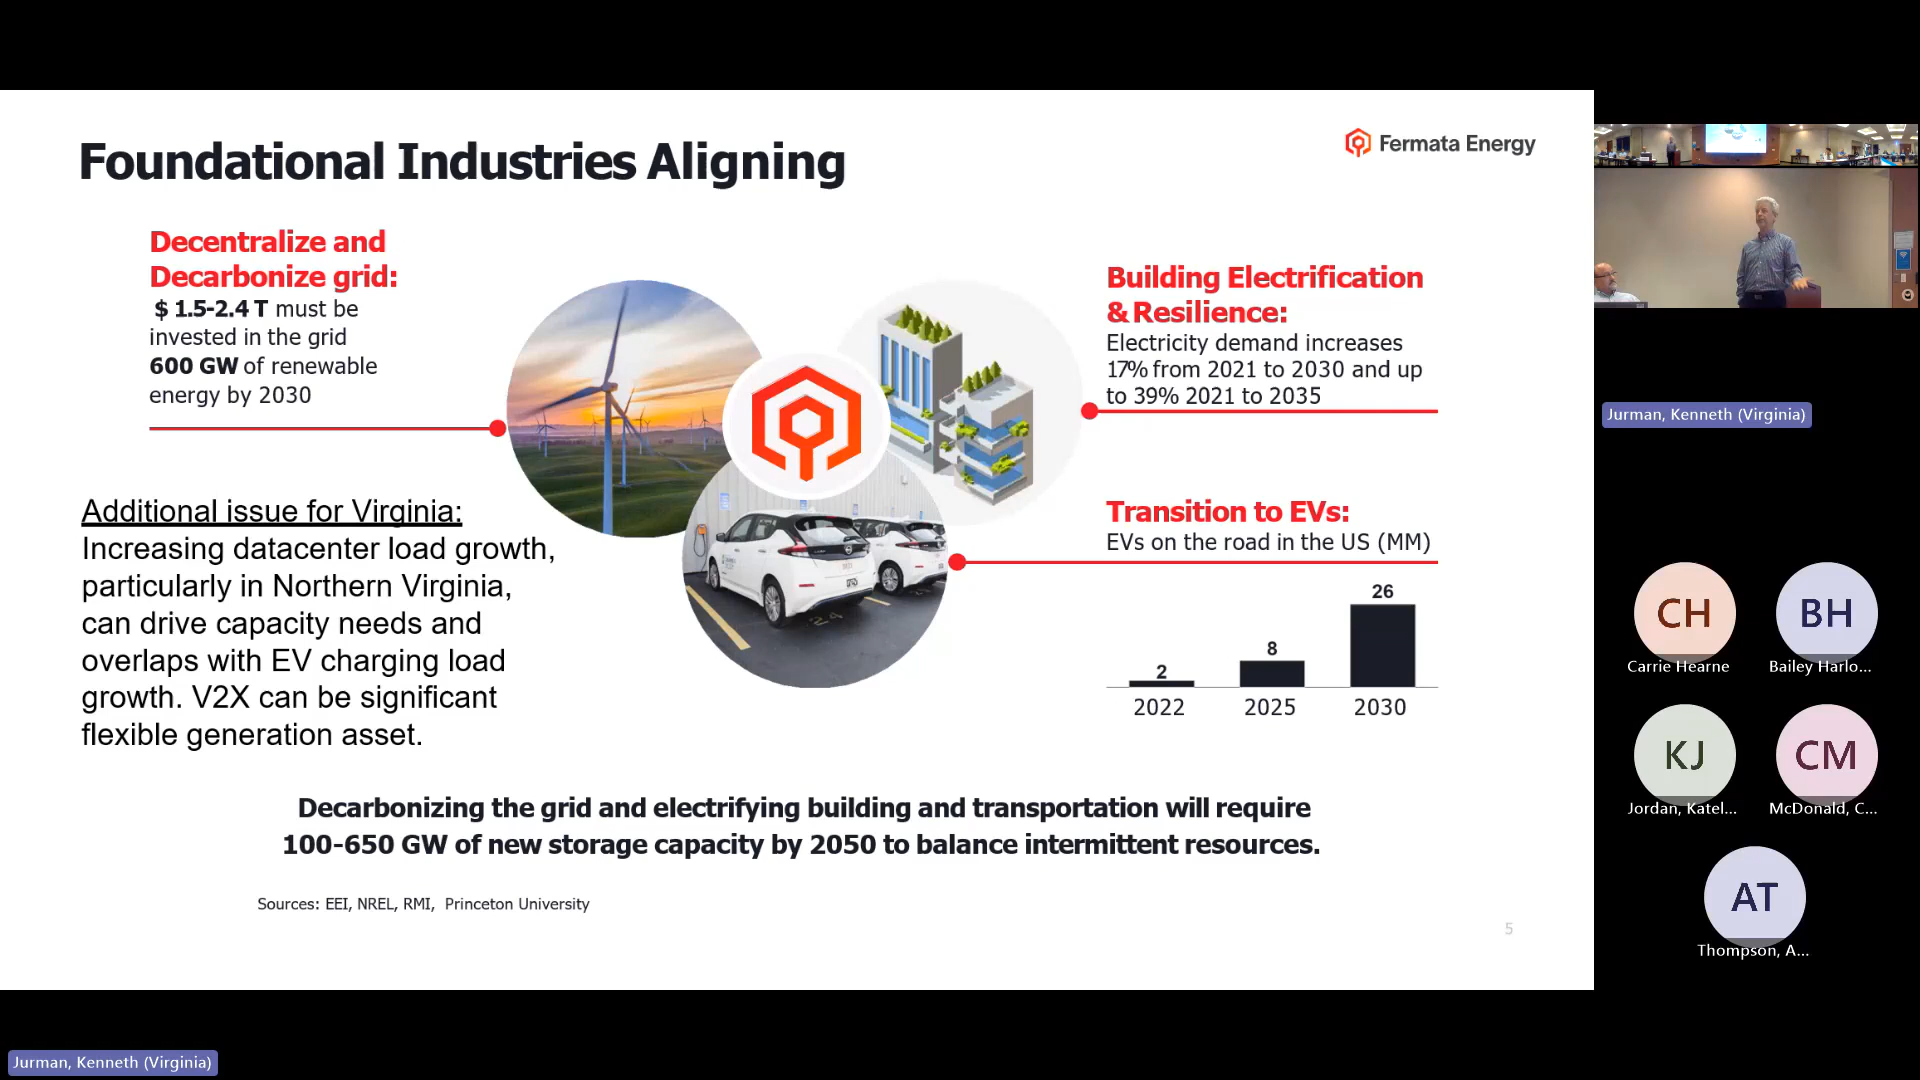 Foundational Industries Aligning
Fermata Energy
Decentralize and
Decarbonize grid:
$ 1.5-2.4 T must be
invested in the grid
600 GW of renewable
energy by 2030
Building Electrification
& Resilience:
Electricity demand increases
17% from 2021 to 2030 and up
to 39% 2021 to 2035
Additional issue for Virginia:
Increasing datacenter load growth,
particularly in Northern Virginia,
can drive capacity needs and
overlaps with EV charging load
growth. V2X can be significant
flexible generation asset.
Transition to EVs:
EVs on the road in the US (MM)
2
8
26
2022
2025
2030
Decarbonizing the grid and electrifying building and transportation will require
100-650 GW of new storage capacity by 2050 to balance intermittent resources.
Sources: EEI, NREL, RMI, Princeton University
5
Jurman, Kenneth (Virginia)
CH
Carrie Hearne
BH
Bailey Harlo...
KJ
Jordan, Katel...
CM
McDonald, C...
AT
Thompson, A...
Jurman, Kenneth (Virginia)